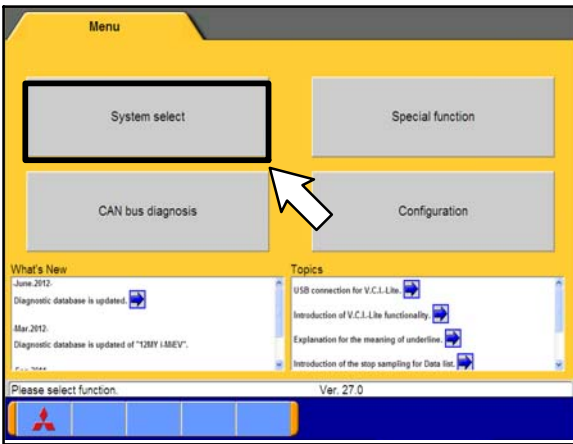 Menu
System select
Special function
CAN bus diagnosis
Configuration
What's New
-June.2012-
Diagnostic database is updated.
-Mar.2012-
Diagnostic database is updated of "12MY i-MiEV".
Topics
USB connection for V.C.I.-Lite.
Introduction of V.C.I.-Lite functionality.
Explanation for the meaning of underline.
Introduction of the stop sampling for Data list.
Please select function.
Ver. 27.0